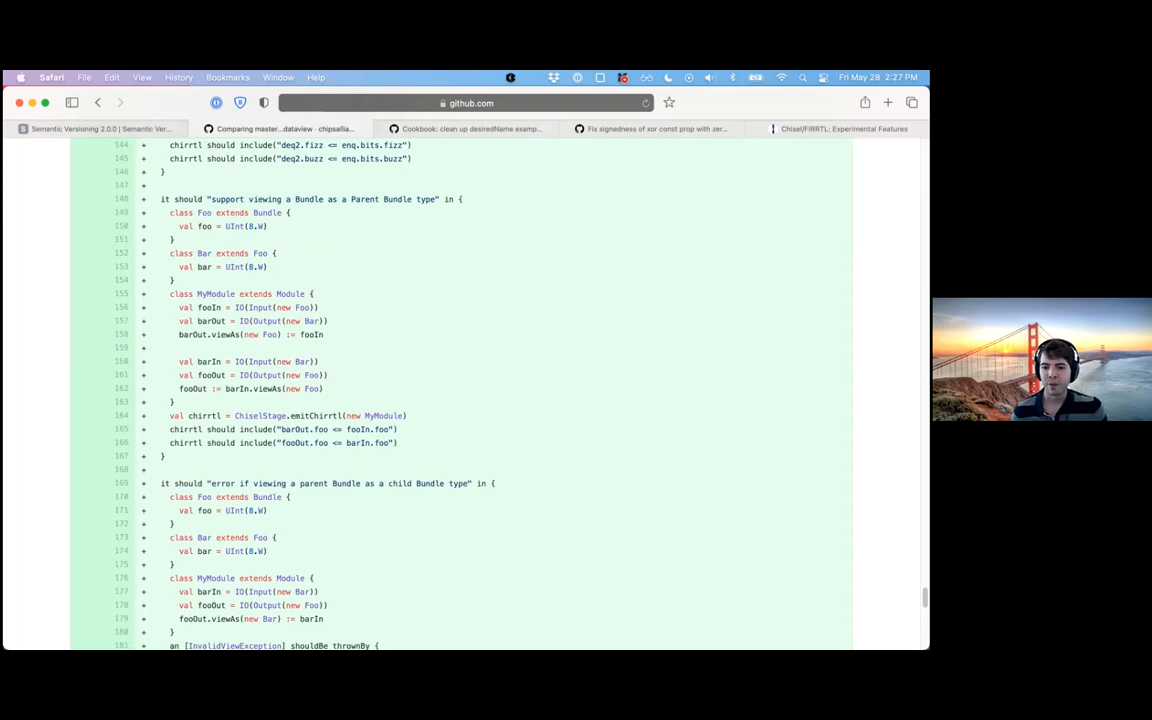 Safari File Edit View History Bookmarks Window Help Fri May 28 2:27 PM
github.com
Semantic Versioning 2.0.0 | Semantic Ver... Comparing master...dataview · chipsallia... Cookbook: clean up desiredName examp... Fix signedness of xor const prop with zer... Chisel/FIRRTL: Experimental Features
144 + chirrtl should include("deq2.fizz <= enq.bits.fizz")
145 + chirrtl should include("deq2.buzz <= enq.bits.buzz")
146 + }
147 +
148 + it should "support viewing a Bundle as a Parent Bundle type" in {
149 + class Foo extends Bundle {
150 + val foo = UInt(8.W)
151 + }
152 + class Bar extends Foo {
153 + val bar = UInt(8.W)
154 + }
155 + class MyModule extends Module {
156 + val fooIn = IO(Input(new Foo))
157 + val barOut = IO(Output(new Bar))
158 + barOut.viewAs(new Foo) := fooIn
159 +
160 + val barIn = IO(Input(new Bar))
161 + val fooOut = IO(Output(new Foo))
162 + fooOut := barIn.viewAs(new Foo)
163 + }
164 + val chirrtl = ChiselStage.emitChirrtl(new MyModule)
165 + chirrtl should include("barOut.foo <= fooIn.foo")
166 + chirrtl should include("fooOut.foo <= barIn.foo")
167 + }
168 +
169 + it should "error if viewing a parent Bundle as a child Bundle type" in {
170 + class Foo extends Bundle {
171 + val foo = UInt(8.W)
172 + }
173 + class Bar extends Foo {
174 + val bar = UInt(8.W)
175 + }
176 + class MyModule extends Module {
177 + val barIn = IO(Input(new Bar))
178 + val fooOut = IO(Output(new Foo))
179 + fooOut.viewAs(new Bar) := barIn
180 + }
181 + an [InvalidViewException] shouldBe thrownBy {